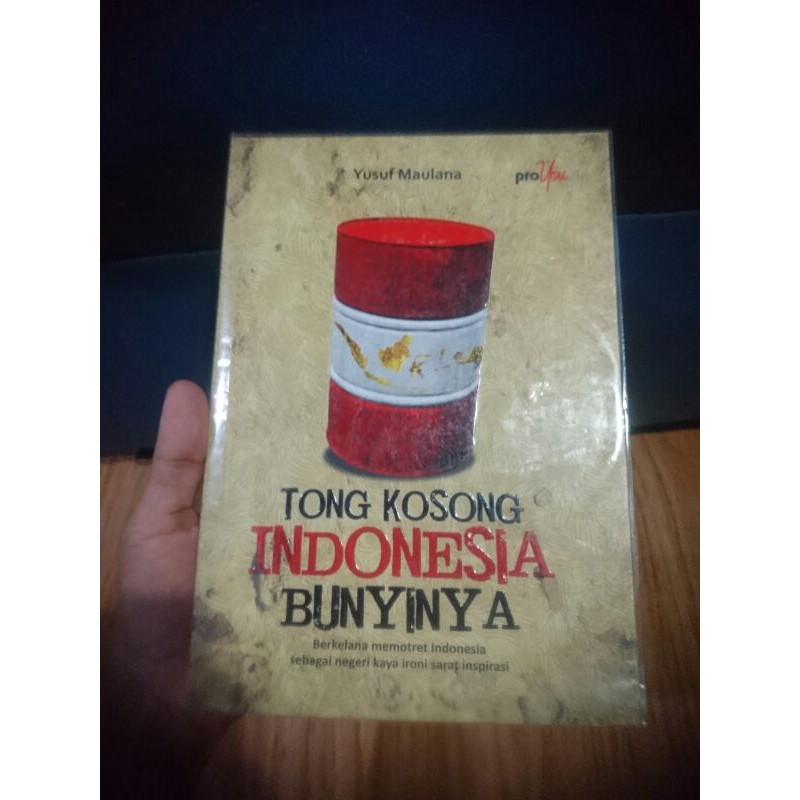 Yusuf Maulana
proYou
TONG KOSONG
INDONESIA
BUNYINYA
Berkelana memotret Indonesia
sebagai negeri kaya ironi sarat inspirasi